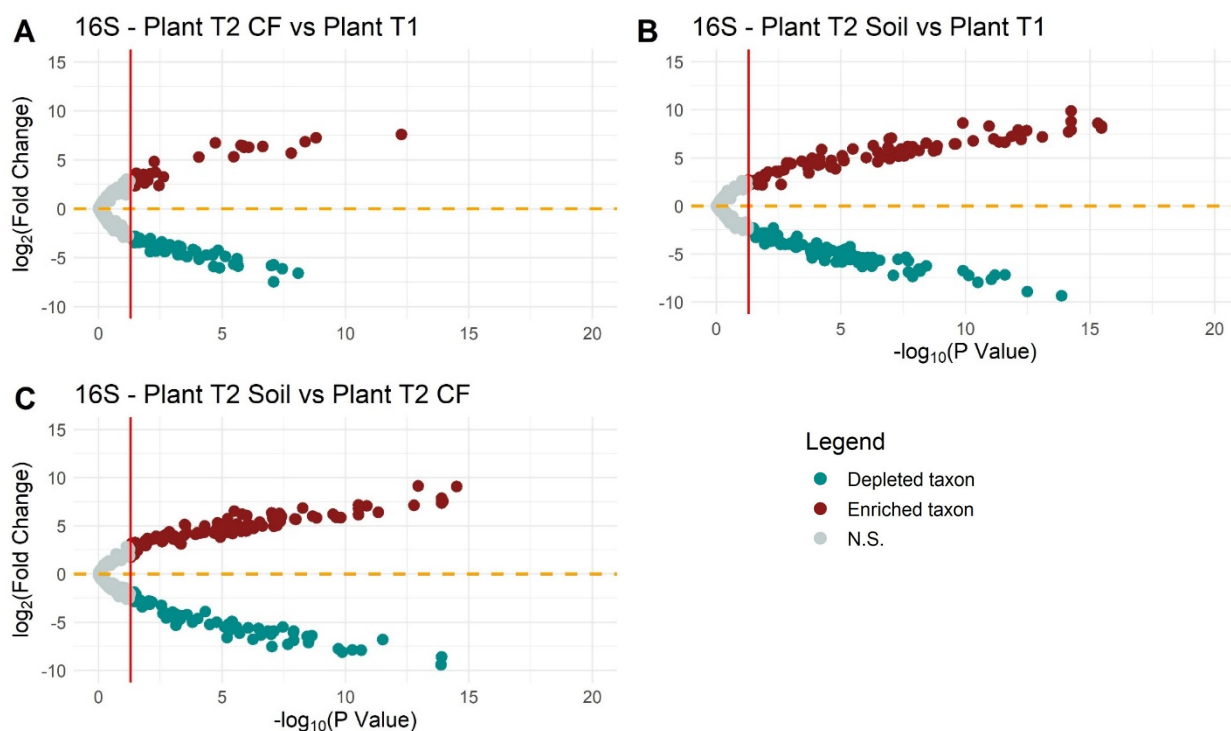 A 16S - Plant T2 CF vs Plant T1
15
10
5
0
-5
-10
log2(Fold Change)
0 5 10 15 20
B 16S - Plant T2 Soil vs Plant T1
15
10
5
0
-5
-10
0 5 10 15 20
-log10(P Value)
C 16S - Plant T2 Soil vs Plant T2 CF
15
10
5
0
-5
-10
log2(Fold Change)
0 5 10 15 20
-log10(P Value)
Legend
Depleted taxon
Enriched taxon
N.S.